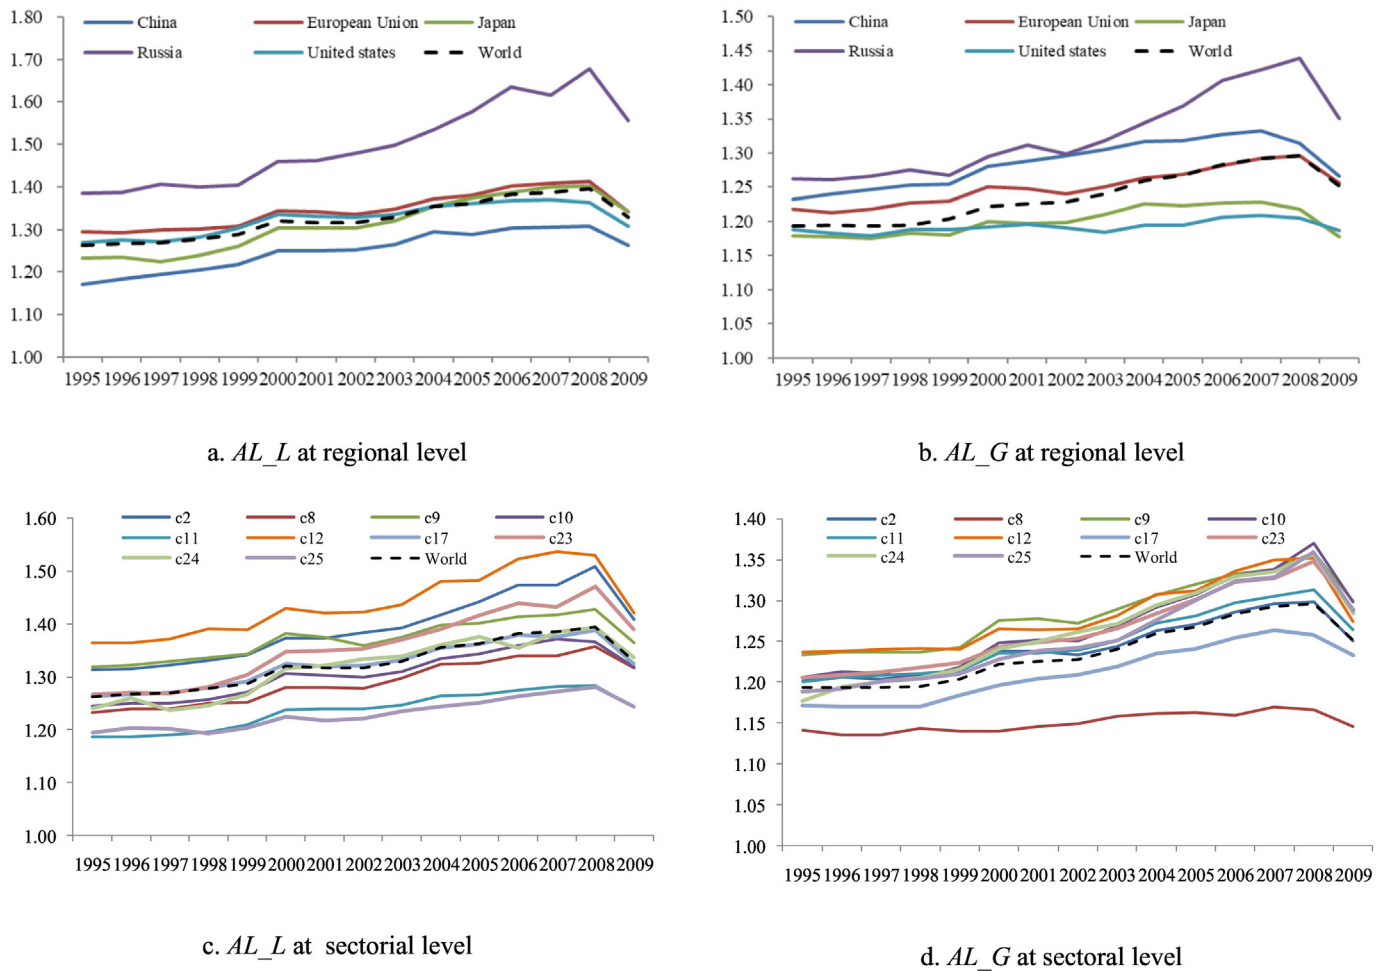 1.80
China
European Union
Japan
Russia
United states
World
1.70
1.60
1.50
1.40
1.30
1.20
1.10
1.00
1995 1996 1997 1998 1999 2000 2001 2002 2003 2004 2005 2006 2007 2008 2009
a. AL_L at regional level
1.50
China
European Union
Japan
1.45
Russia
United states
World
1.40
1.35
1.30
1.25
1.20
1.15
1.10
1.05
1.00
1995 1996 1997 1998 1999 2000 2001 2002 2003 2004 2005 2006 2007 2008 2009
b. AL_G at regional level
1.60
c2
c8
c9
c10
c11
c12
c17
c23
c24
c25
World
1.50
1.40
1.30
1.20
1.10
1.00
1995 1996 1997 1998 1999 2000 2001 2002 2003 2004 2005 2006 2007 2008 2009
c. AL_L at sectorial level
1.40
c2
c8
c9
c10
c11
c12
c17
c23
c24
c25
World
1.35
1.30
1.25
1.20
1.15
1.10
1.05
1.00
1995 1996 1997 1998 1999 2000 2001 2002 2003 2004 2005 2006 2007 2008 2009
d. AL_G at sectoral level